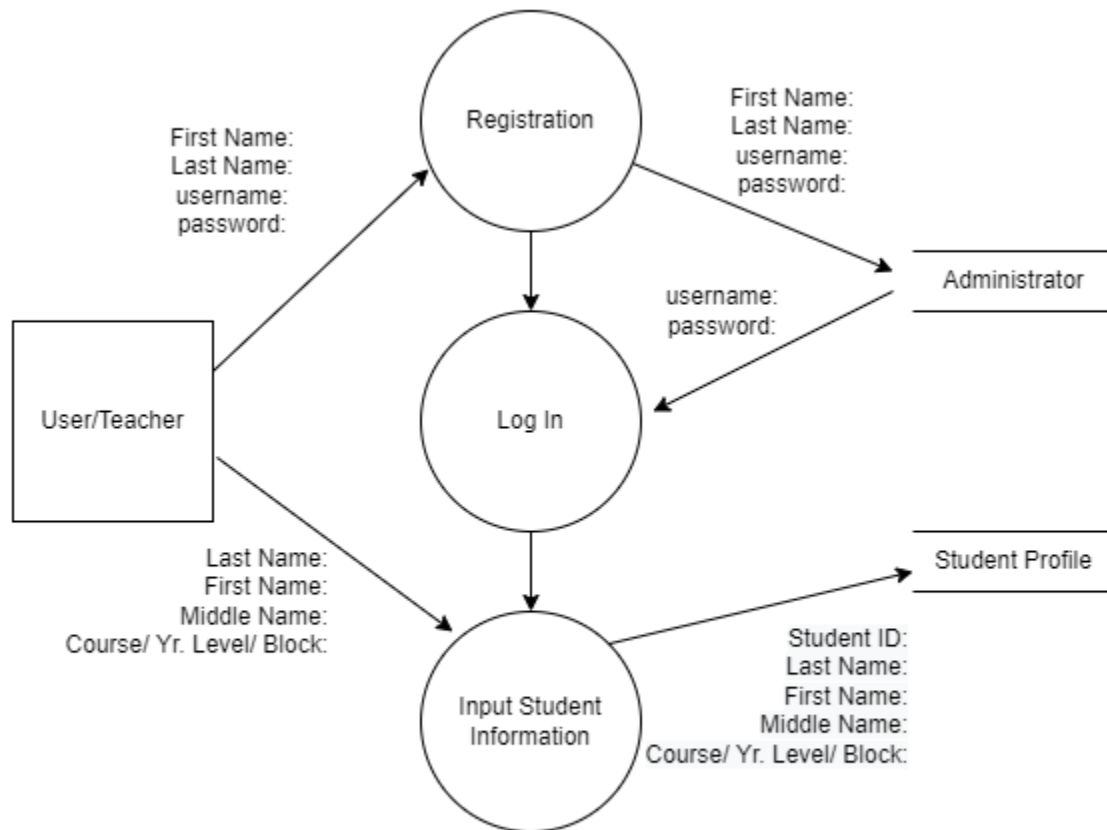 Registration
First Name:
Last Name:
username:
password:
First Name:
Last Name:
username:
password:
Administrator
username:
password:
User/Teacher
Log In
Last Name:
First Name:
Middle Name:
Course/ Yr. Level/ Block:
Student Profile
Input Student
Information
Student ID:
Last Name:
First Name:
Middle Name:
Course/ Yr. Level/ Block: